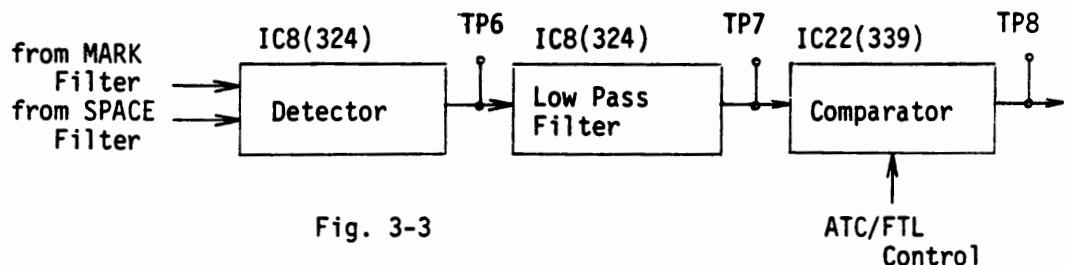 IC8(324)
TP6
IC8(324)
TP7
IC22(339)
TP8
from MARK
Filter
from SPACE
Filter
Detector
Low Pass
Filter
Comparator
Fig. 3-3
ATC/FTL
Control